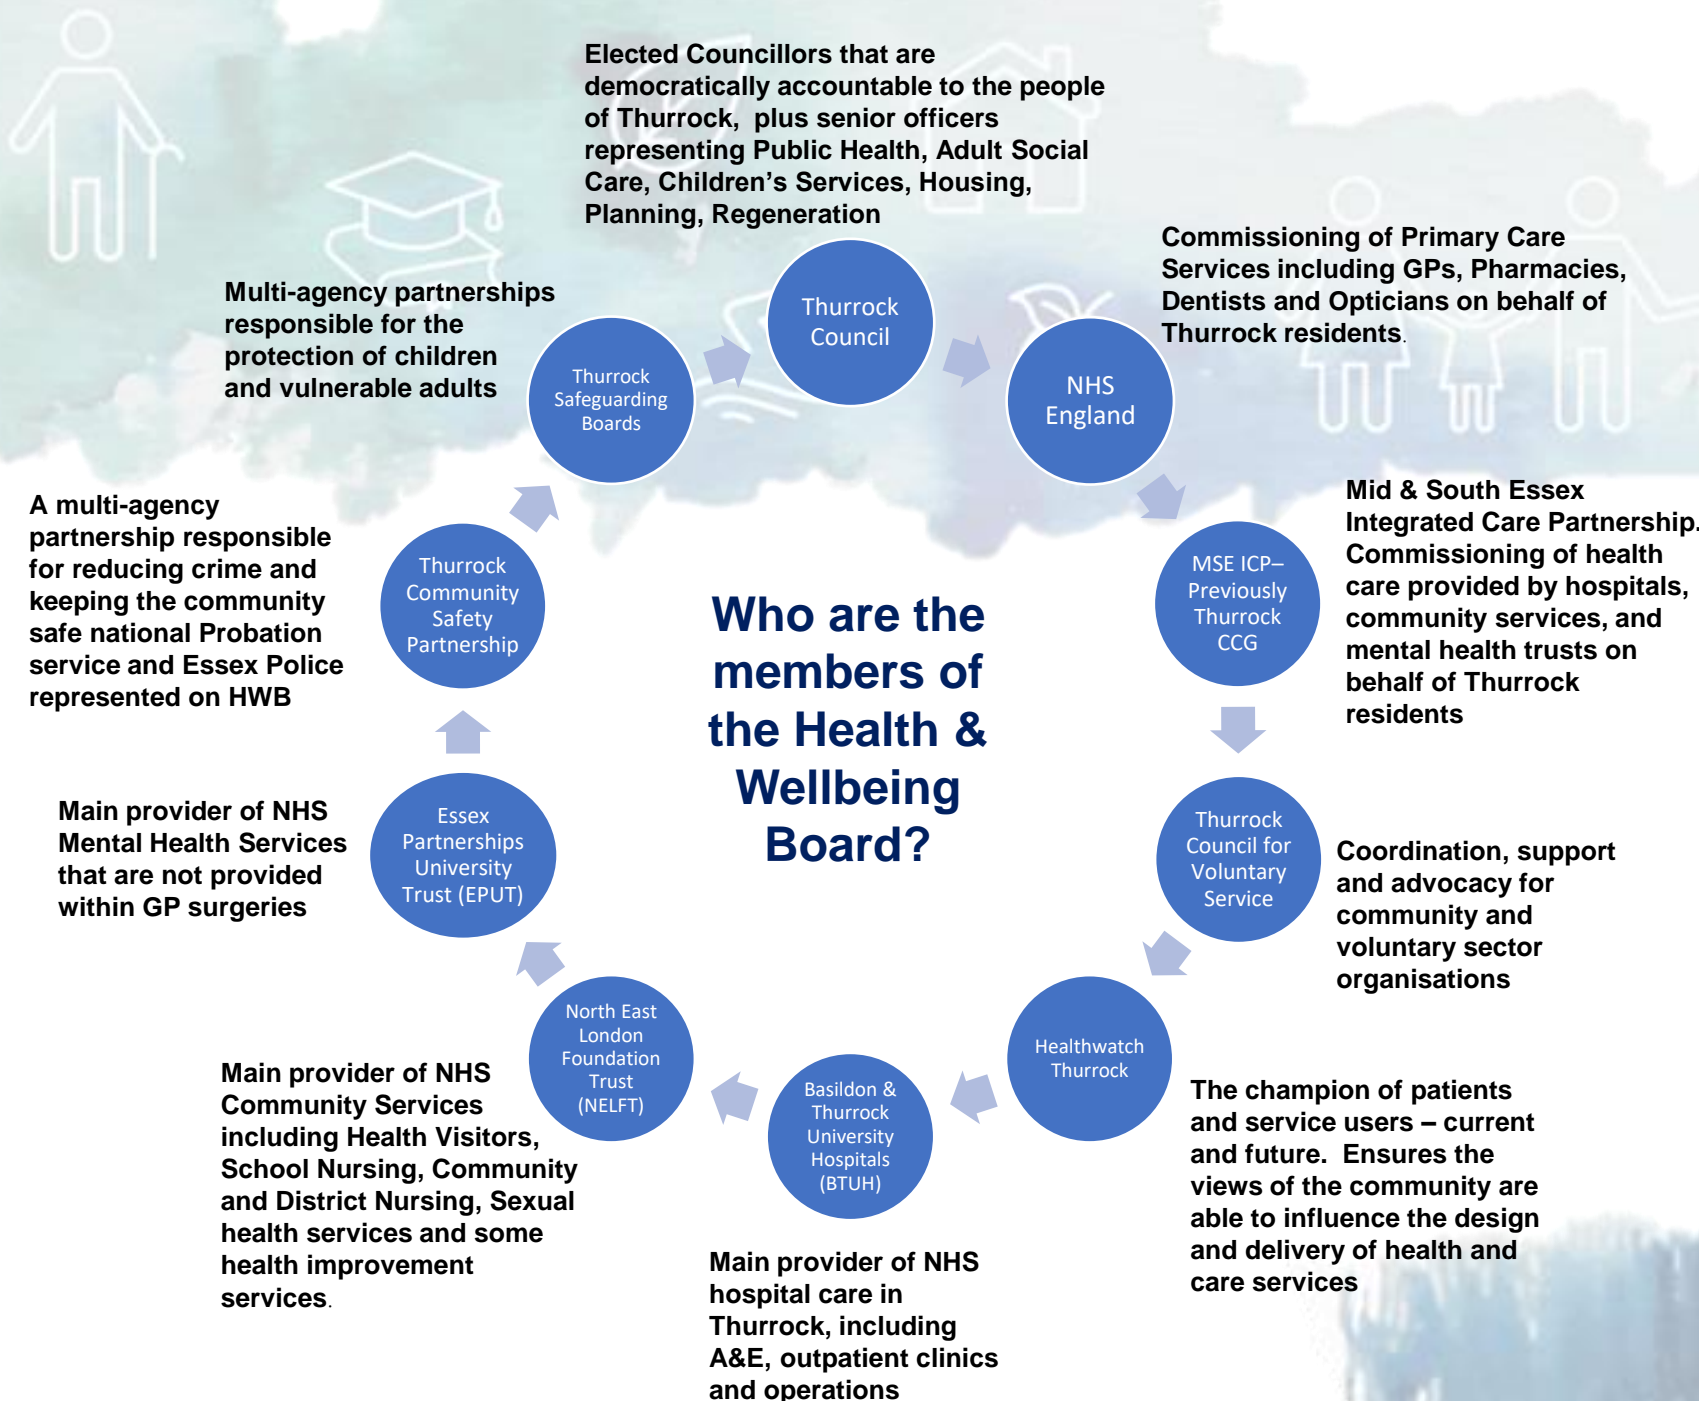 Elected Councillors that are
democratically accountable to the people
of Thurrock,  plus senior officers
representing Public Health, Adult Social
Care, Children’s Services, Housing,
Planning, Regeneration
Thurrock
Council
Commissioning of Primary Care
Services including GPs, Pharmacies,
Dentists and Opticians on behalf of
Thurrock residents.
NHS
England
Mid & South Essex
Integrated Care Partnership.
Commissioning of health
care provided by hospitals,
community services, and
mental health trusts on
behalf of Thurrock
residents
MSE ICP–
Previously
Thurrock
CCG
Thurrock
Council for
Voluntary
Service
Coordination, support
and advocacy for
community and
voluntary sector
organisations
Healthwatch
Thurrock
The champion of patients
and service users – current
and future.  Ensures the
views of the community are
able to influence the design
and delivery of health and
care services
Basildon &
Thurrock
University
Hospitals
(BTUH)
Main provider of NHS
hospital care in
Thurrock, including
A&E, outpatient clinics
and operations
North East
London
Foundation
Trust
(NELFT)
Main provider of NHS
Community Services
including Health Visitors,
School Nursing, Community
and District Nursing, Sexual
health services and some
health improvement
services.
Essex
Partnerships
University
Trust (EPUT)
Main provider of NHS
Mental Health Services
that are not provided
within GP surgeries
Thurrock
Community
Safety
Partnership
A multi-agency
partnership responsible
for reducing crime and
keeping the community
safe national Probation
service and Essex Police
represented on HWB
Thurrock
Safeguarding
Boards
Multi-agency partnerships
responsible for the
protection of children
and vulnerable adults
Who are the
members of
the Health &
Wellbeing
Board?